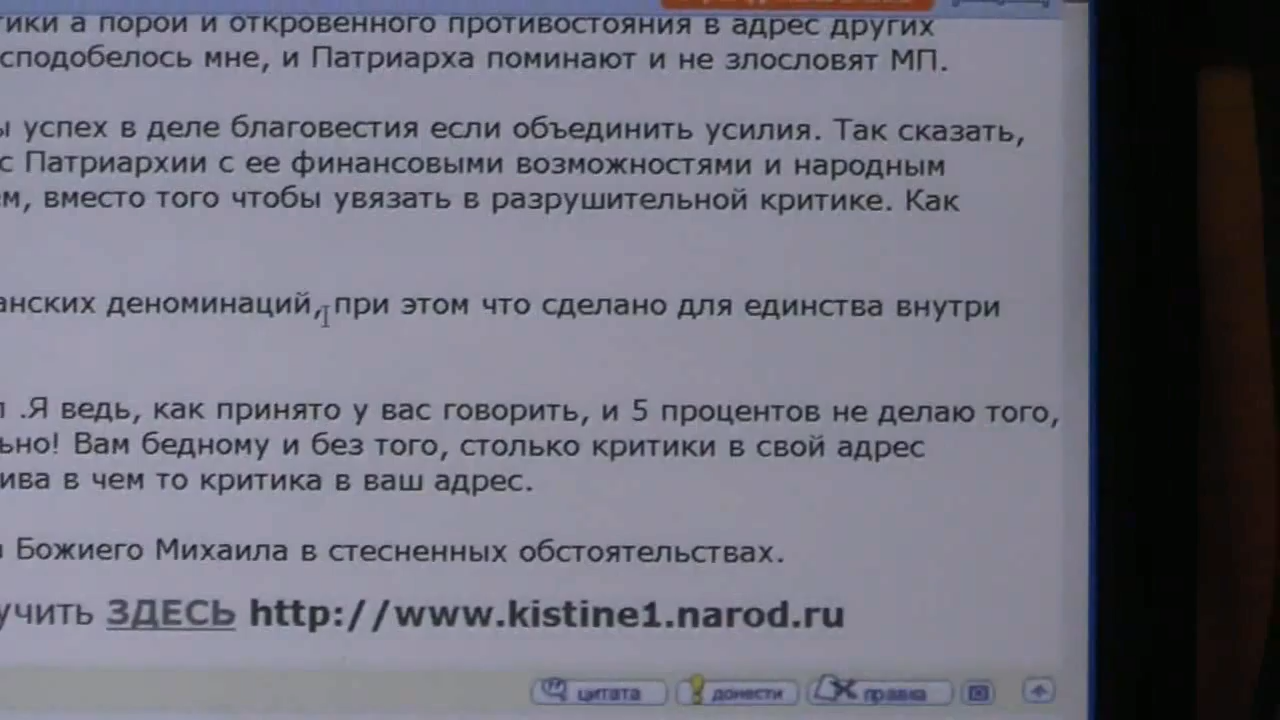 тики а порой и откровенного противостояния в адрес других
сподобелось мне, и Патриарха поминают и не злословят МП.
ы успех в деле благовестия если объединить усилия. Так сказать,
с Патриархии с ее финансовыми возможностями и народным
ем, вместо того чтобы увязать в разрушительной критике. Как
анских деноминаций, при этом что сделано для единства внутри
л .Я ведь, как принято у вас говорить, и 5 процентов не делаю того,
ьно! Вам бедному и без того, столько критики в свой адрес
ива в чем то критика в ваш адрес.
Божиего Михаила в стесненных обстоятельствах.
учить ЗДЕСЬ http://www.kistine1.narod.ru
цитата донести правка